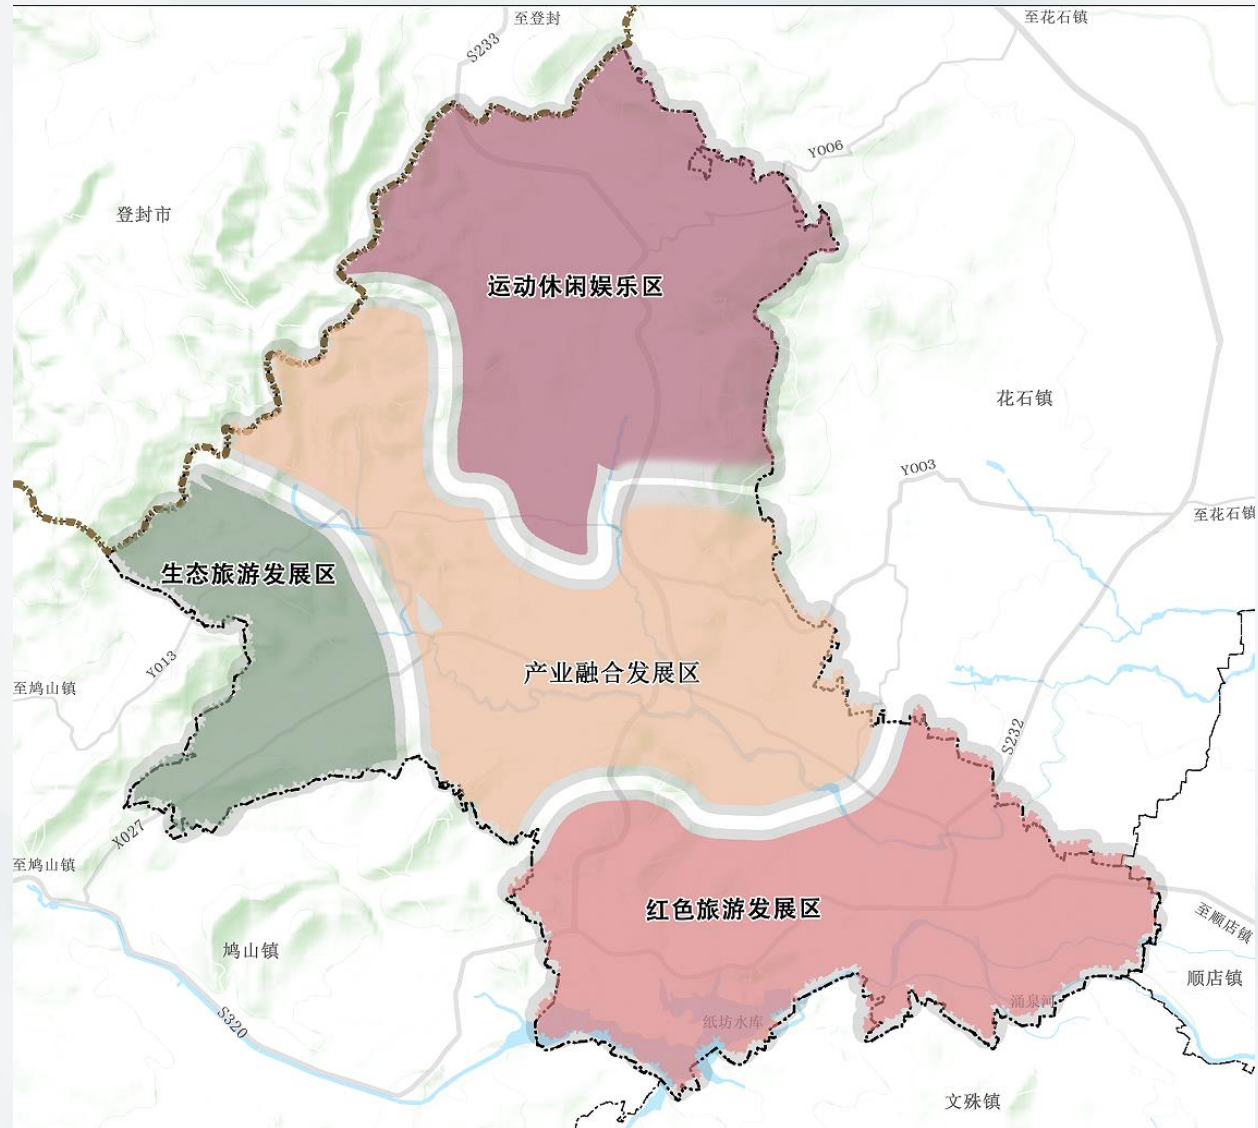 至登封
至花石镇
S233
Y006
登封市
运动休闲娱乐区
花石镇
Y003
至花石镇
生态旅游发展区
Y013
产业融合发展区
至鸠山镇
S232
X027
至鸠山镇
红色旅游发展区
至顺店镇
鸠山镇
顺店镇
涌泉河
S320
纸坊水库
文殊镇